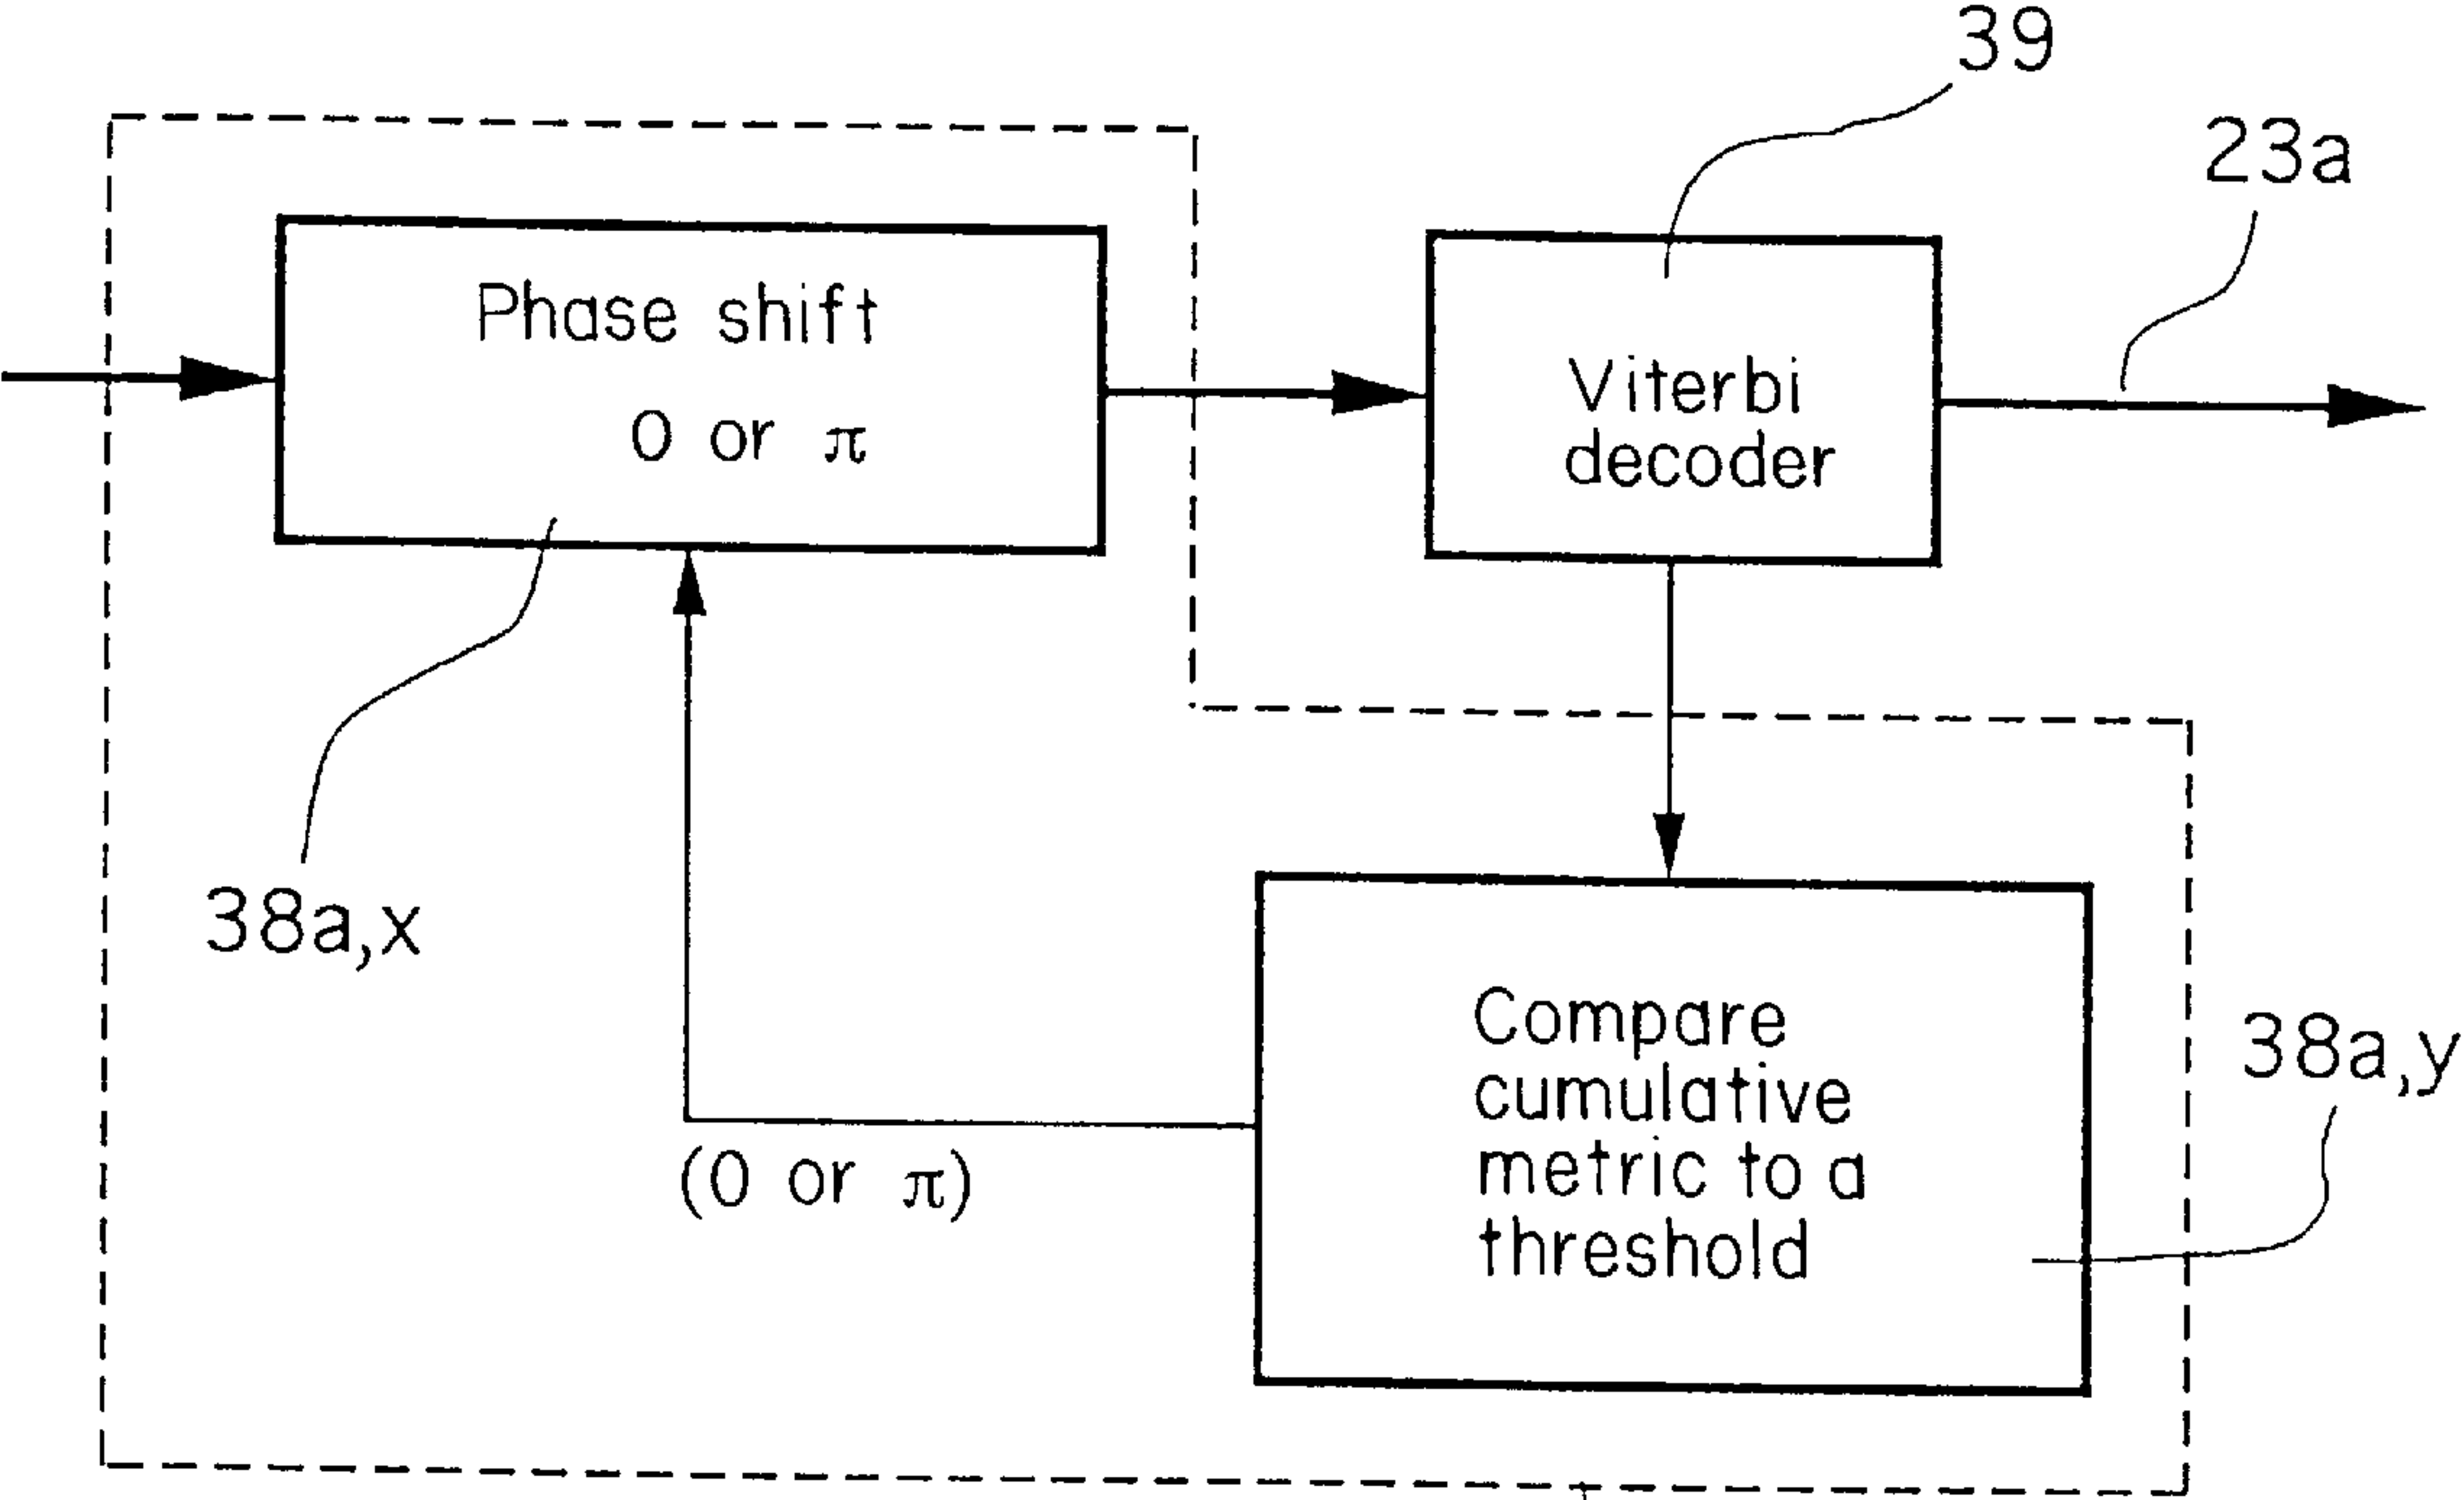 39
23a
Phase shift
0 or π
Viterbi
decoder
38a,x
Compare
cumulative
metric to a
threshold
38a,y
(0 or π)